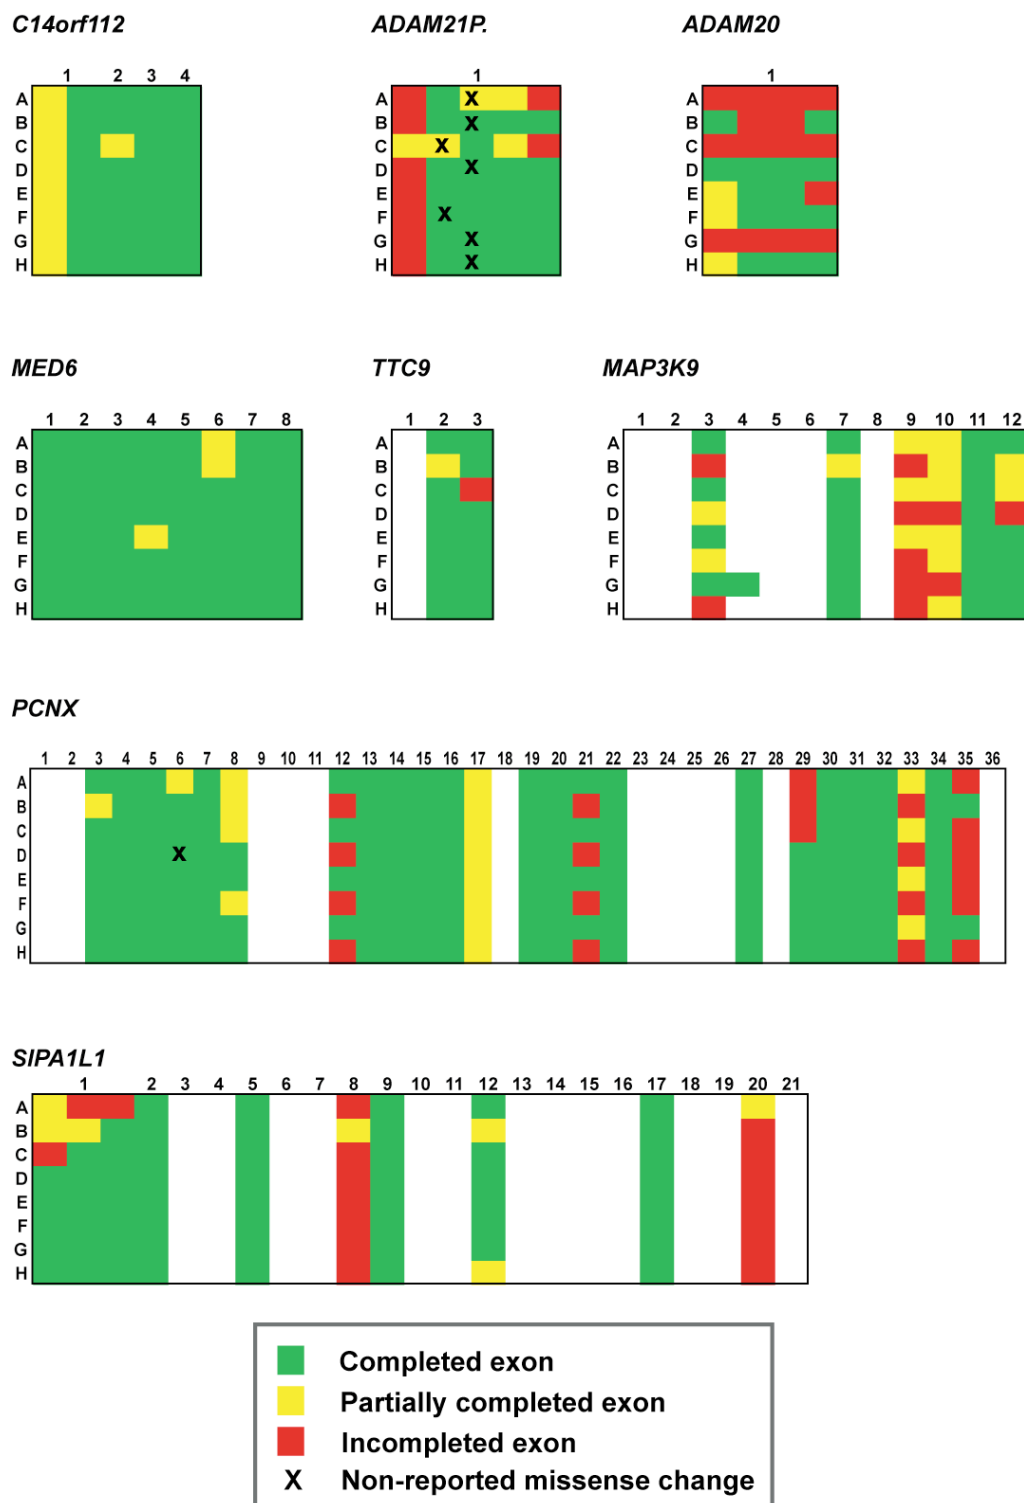 C14orf112 ADAM21P. ADAM20
1 2 3 4 1 1
A A X A
B B X B
C C X C
D D X D
E E E
F F X F
G G X G
H H X H
MED6 TTC9 MAP3K9
1 2 3 4 5 6 7 8 1 2 3 1 2 3 4 5 6 7 8 9 10 11 12
A A A
B B B
C C C
D D D
E E E
F F F
G G G
H H H
PCNX
1 2 3 4 5 6 7 8 9 10 11 12 13 14 15 16 17 18 19 20 21 22 23 24 25 26 27 28 29 30 31 32 33 34 35 36
A
B
C
D X
E
F
G
H
SIPA1L1
1 2 3 4 5 6 7 8 9 10 11 12 13 14 15 16 17 18 19 20 21
A
B
C
D
E
F
G
H
Completed exon
Partially completed exon
Incompleted exon
X Non-reported missense change